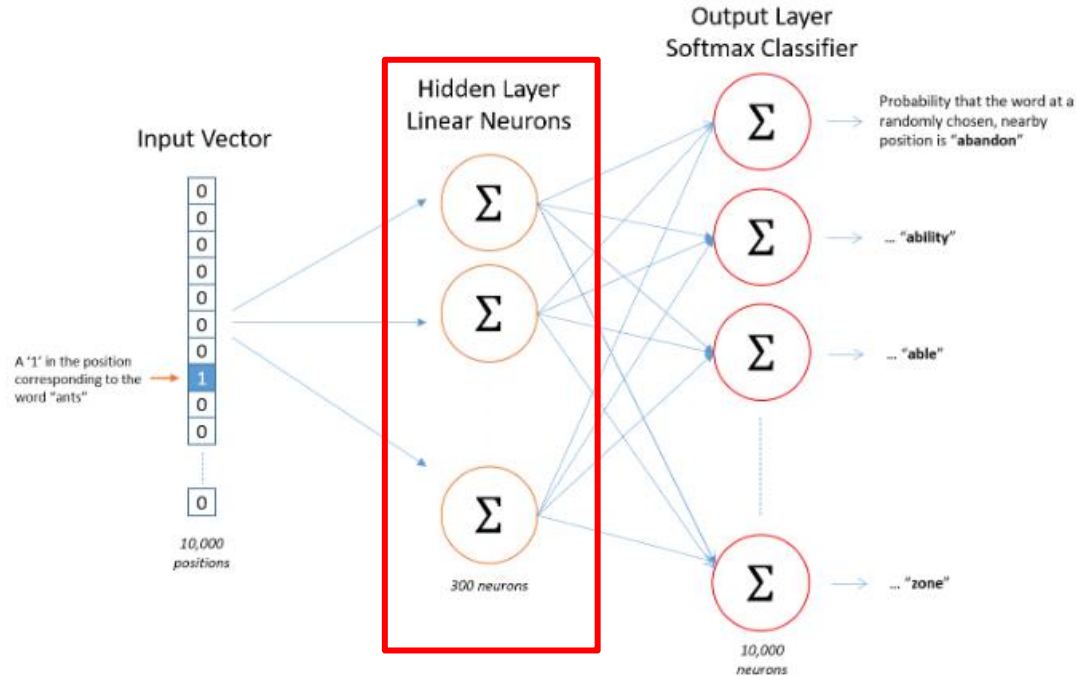 Output Layer
Softmax Classifier
Hidden Layer
Linear Neurons
Input Vector
Probability that the word at a
randomly chosen, nearby
position is "abandon"
Σ
Σ
Σ
Σ
Σ
Σ
Σ
... "ability"
... "able"
... "zone"
0
0
0
0
0
0
0
1
0
0
0
A '1' in the position
corresponding to the
word "ants"
10,000
positions
300 neurons
10,000
neurons